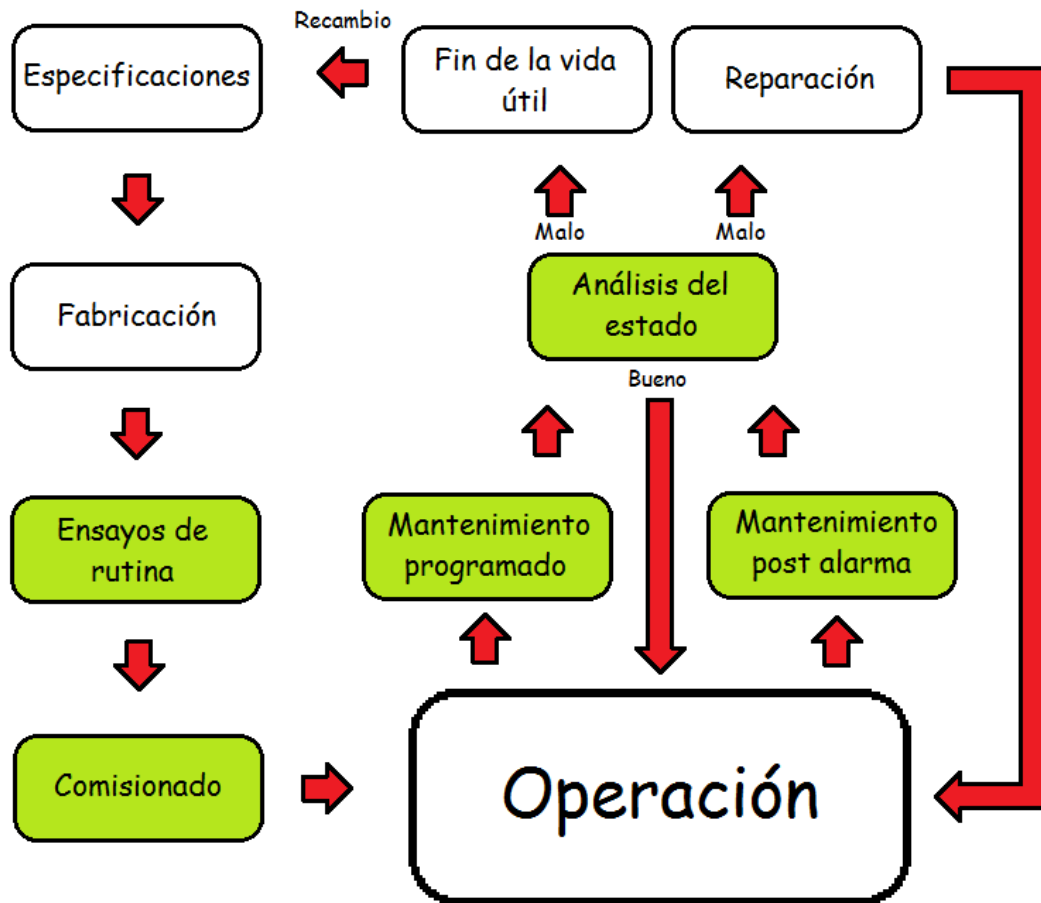 Recambio
Especificaciones
Fin de la vida
útil
Reparación
Malo
Malo
Fabricación
Análisis del
estado
Bueno
Ensayos de
rutina
Mantenimiento
programado
Mantenimiento
post alarma
Comisionado
Operación